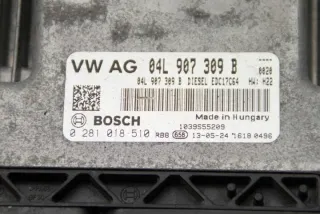 VW AG 04L 907 309 B
04L 907 309 B DIESEL EDC17C64 HW: H22
0020
BOSCH
Made in Hungary
1039S55209
0 281 018 510 RBB 13-05-24 1618 0496